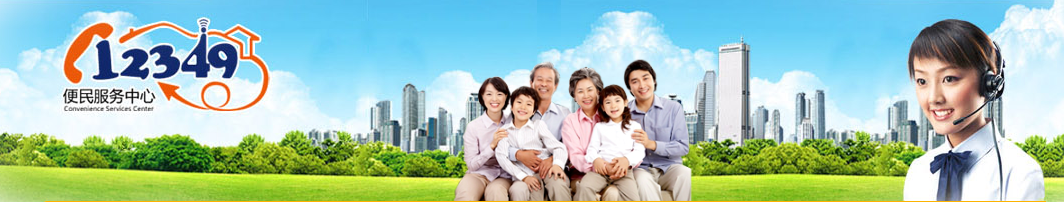 12349
便民服务中心
Convenience Services Center